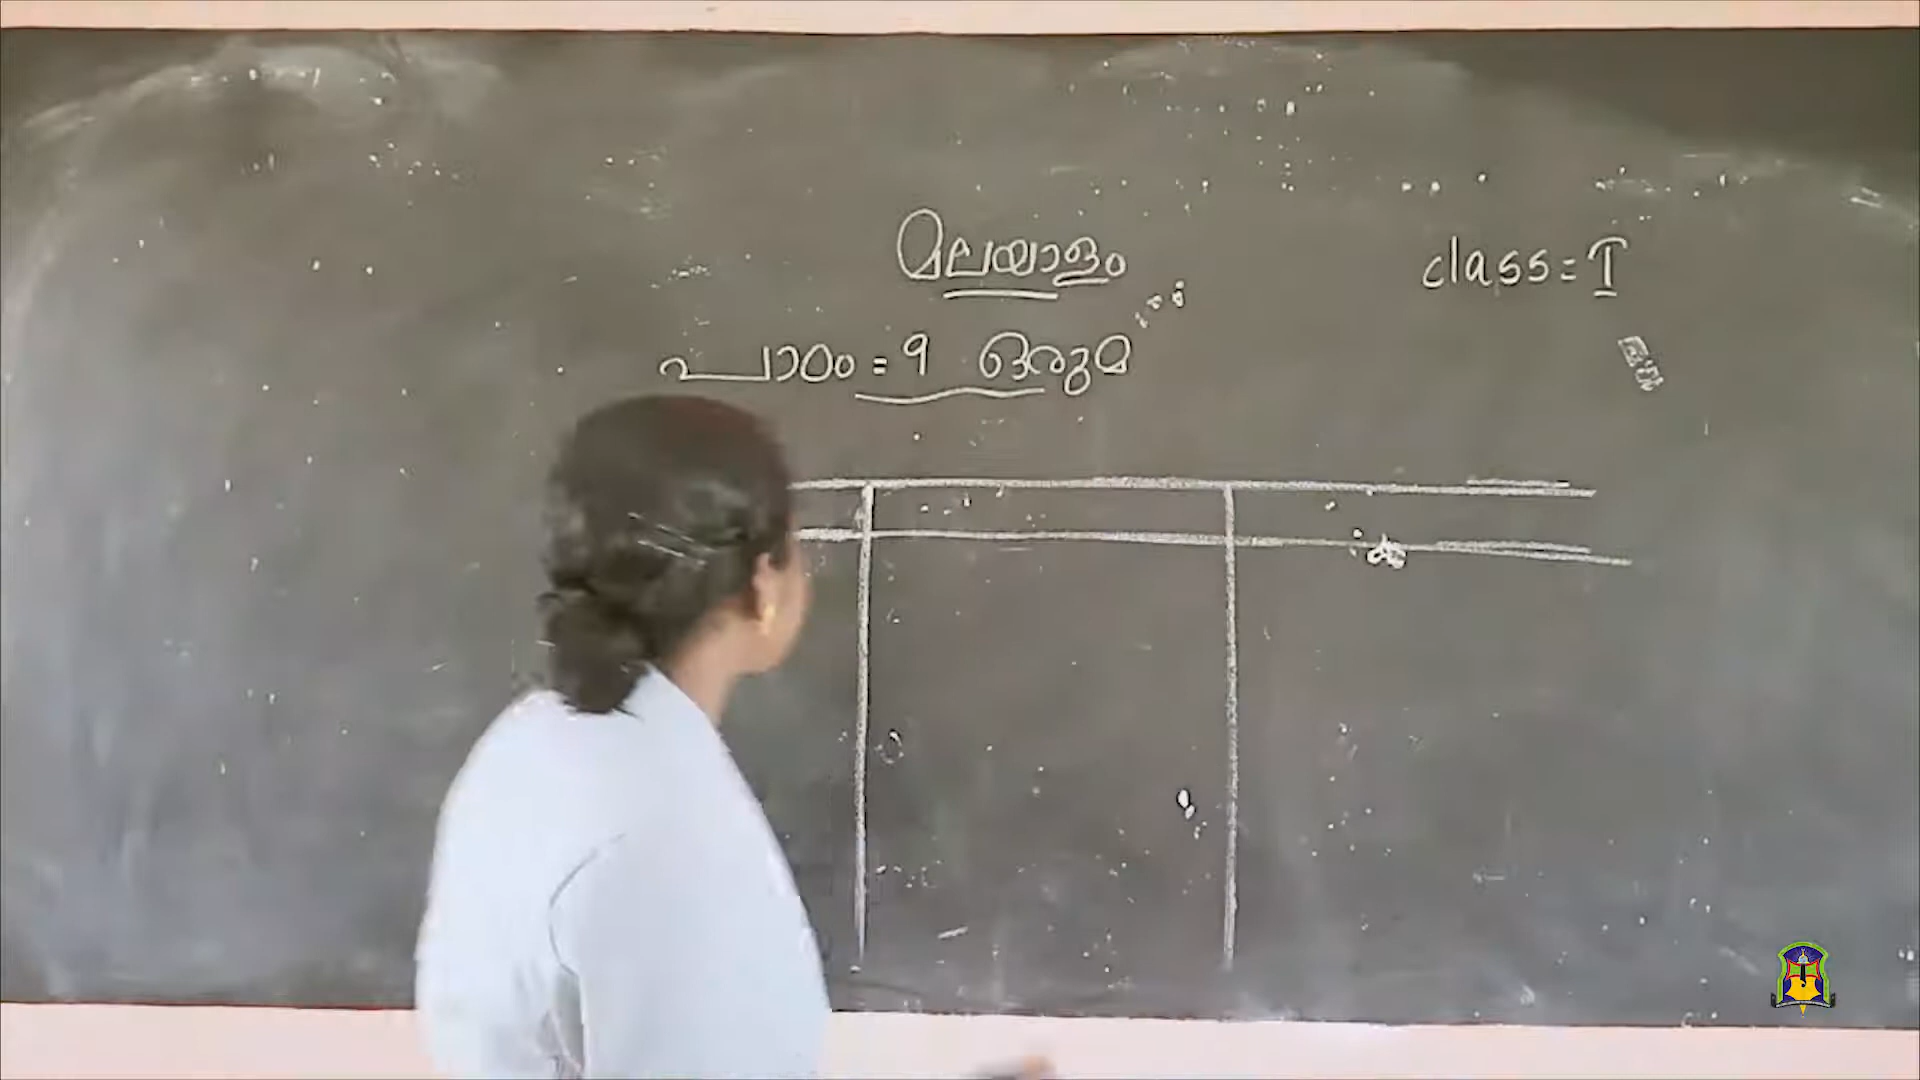 മലയാളം
class = I
പാഠം = 9 ഒരുമ